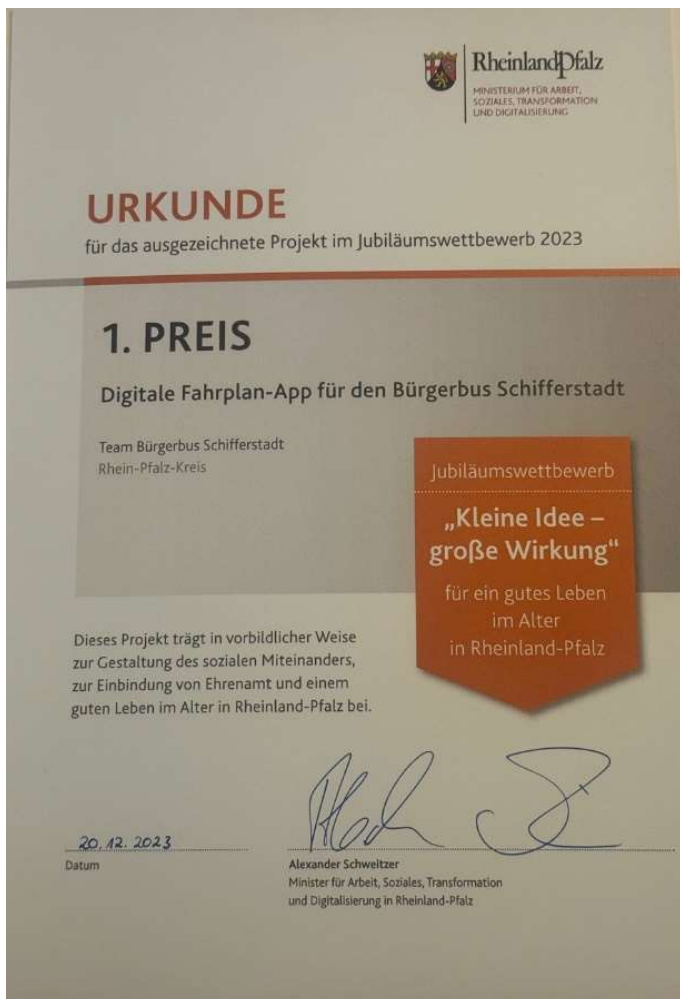 RheinlandPfalz
MINISTERIUM FÜR ARBEIT,
SOZIALES, TRANSFORMATION
UND DIGITALISIERUNG
URKUNDE
für das ausgezeichnete Projekt im Jubiläumswettbewerb 2023
1. PREIS
Digitale Fahrplan-App für den Bürgerbus Schifferstadt
Team Bürgerbus Schifferstadt
Rhein-Pfalz-Kreis
Jubiläumswettbewerb
„Kleine Idee –
große Wirkung“
für ein gutes Leben
im Alter
in Rheinland-Pfalz
Dieses Projekt trägt in vorbildlicher Weise
zur Gestaltung des sozialen Miteinanders,
zur Einbindung von Ehrenamt und einem
guten Leben im Alter in Rheinland-Pfalz bei.
20.12.2023
Datum
Alexander Schweitzer
Minister für Arbeit, Soziales, Transformation
und Digitalisierung in Rheinland-Pfalz